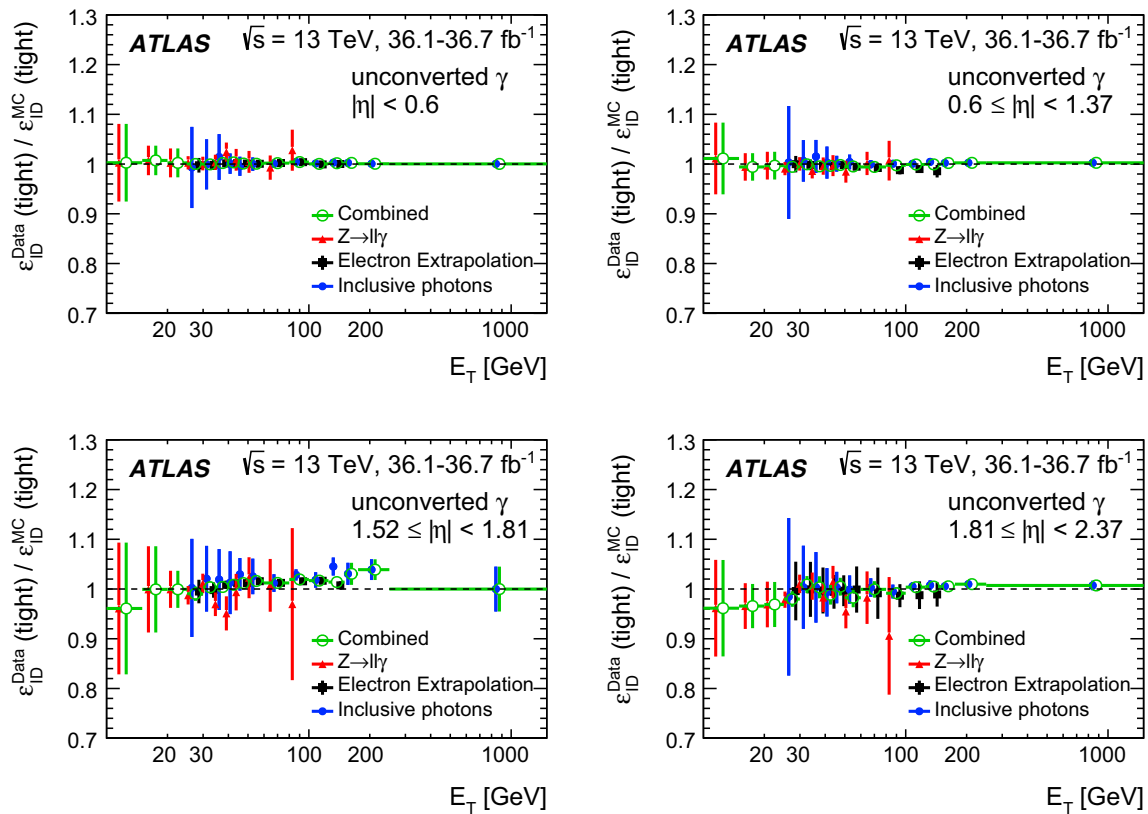 ATLAS √s = 13 TeV, 36.1-36.7 fb⁻¹
unconverted γ
|η| < 0.6
Combined
Z→llγ
Electron Extrapolation
Inclusive photons
ε_ID^Data (tight) / ε_ID^MC (tight)
1.3
1.2
1.1
1
0.9
0.8
0.7
20 30 100 200 1000
E_T [GeV]
ATLAS √s = 13 TeV, 36.1-36.7 fb⁻¹
unconverted γ
0.6 ≤ |η| < 1.37
Combined
Z→llγ
Electron Extrapolation
Inclusive photons
ε_ID^Data (tight) / ε_ID^MC (tight)
1.3
1.2
1.1
1
0.9
0.8
0.7
20 30 100 200 1000
E_T [GeV]
ATLAS √s = 13 TeV, 36.1-36.7 fb⁻¹
unconverted γ
1.52 ≤ |η| < 1.81
Combined
Z→llγ
Electron Extrapolation
Inclusive photons
ε_ID^Data (tight) / ε_ID^MC (tight)
1.3
1.2
1.1
1
0.9
0.8
0.7
20 30 100 200 1000
E_T [GeV]
ATLAS √s = 13 TeV, 36.1-36.7 fb⁻¹
unconverted γ
1.81 ≤ |η| < 2.37
Combined
Z→llγ
Electron Extrapolation
Inclusive photons
ε_ID^Data (tight) / ε_ID^MC (tight)
1.3
1.2
1.1
1
0.9
0.8
0.7
20 30 100 200 1000
E_T [GeV]